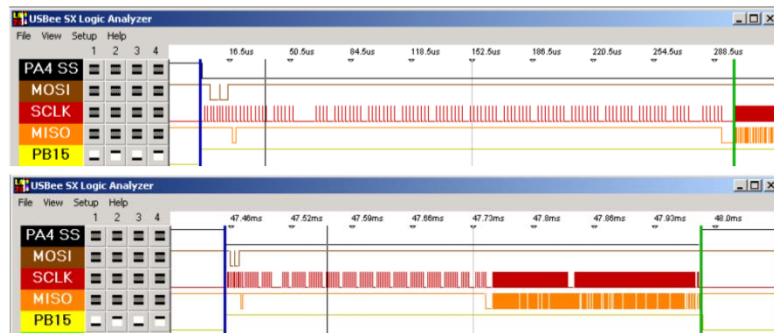 USBee SX Logic Analyzer
File View Setup Help
1 2 3 4 16.5us 50.5us 84.5us 118.5us 152.5us 186.5us 220.5us 254.5us 288.5us
PA4 SS
MOSI
SCLK
MISO
PB15
USBee SX Logic Analyzer
File View Setup Help
1 2 3 4 47.46ms 47.52ms 47.59ms 47.66ms 47.73ms 47.8ms 47.86ms 47.93ms 48.0ms
PA4 SS
MOSI
SCLK
MISO
PB15